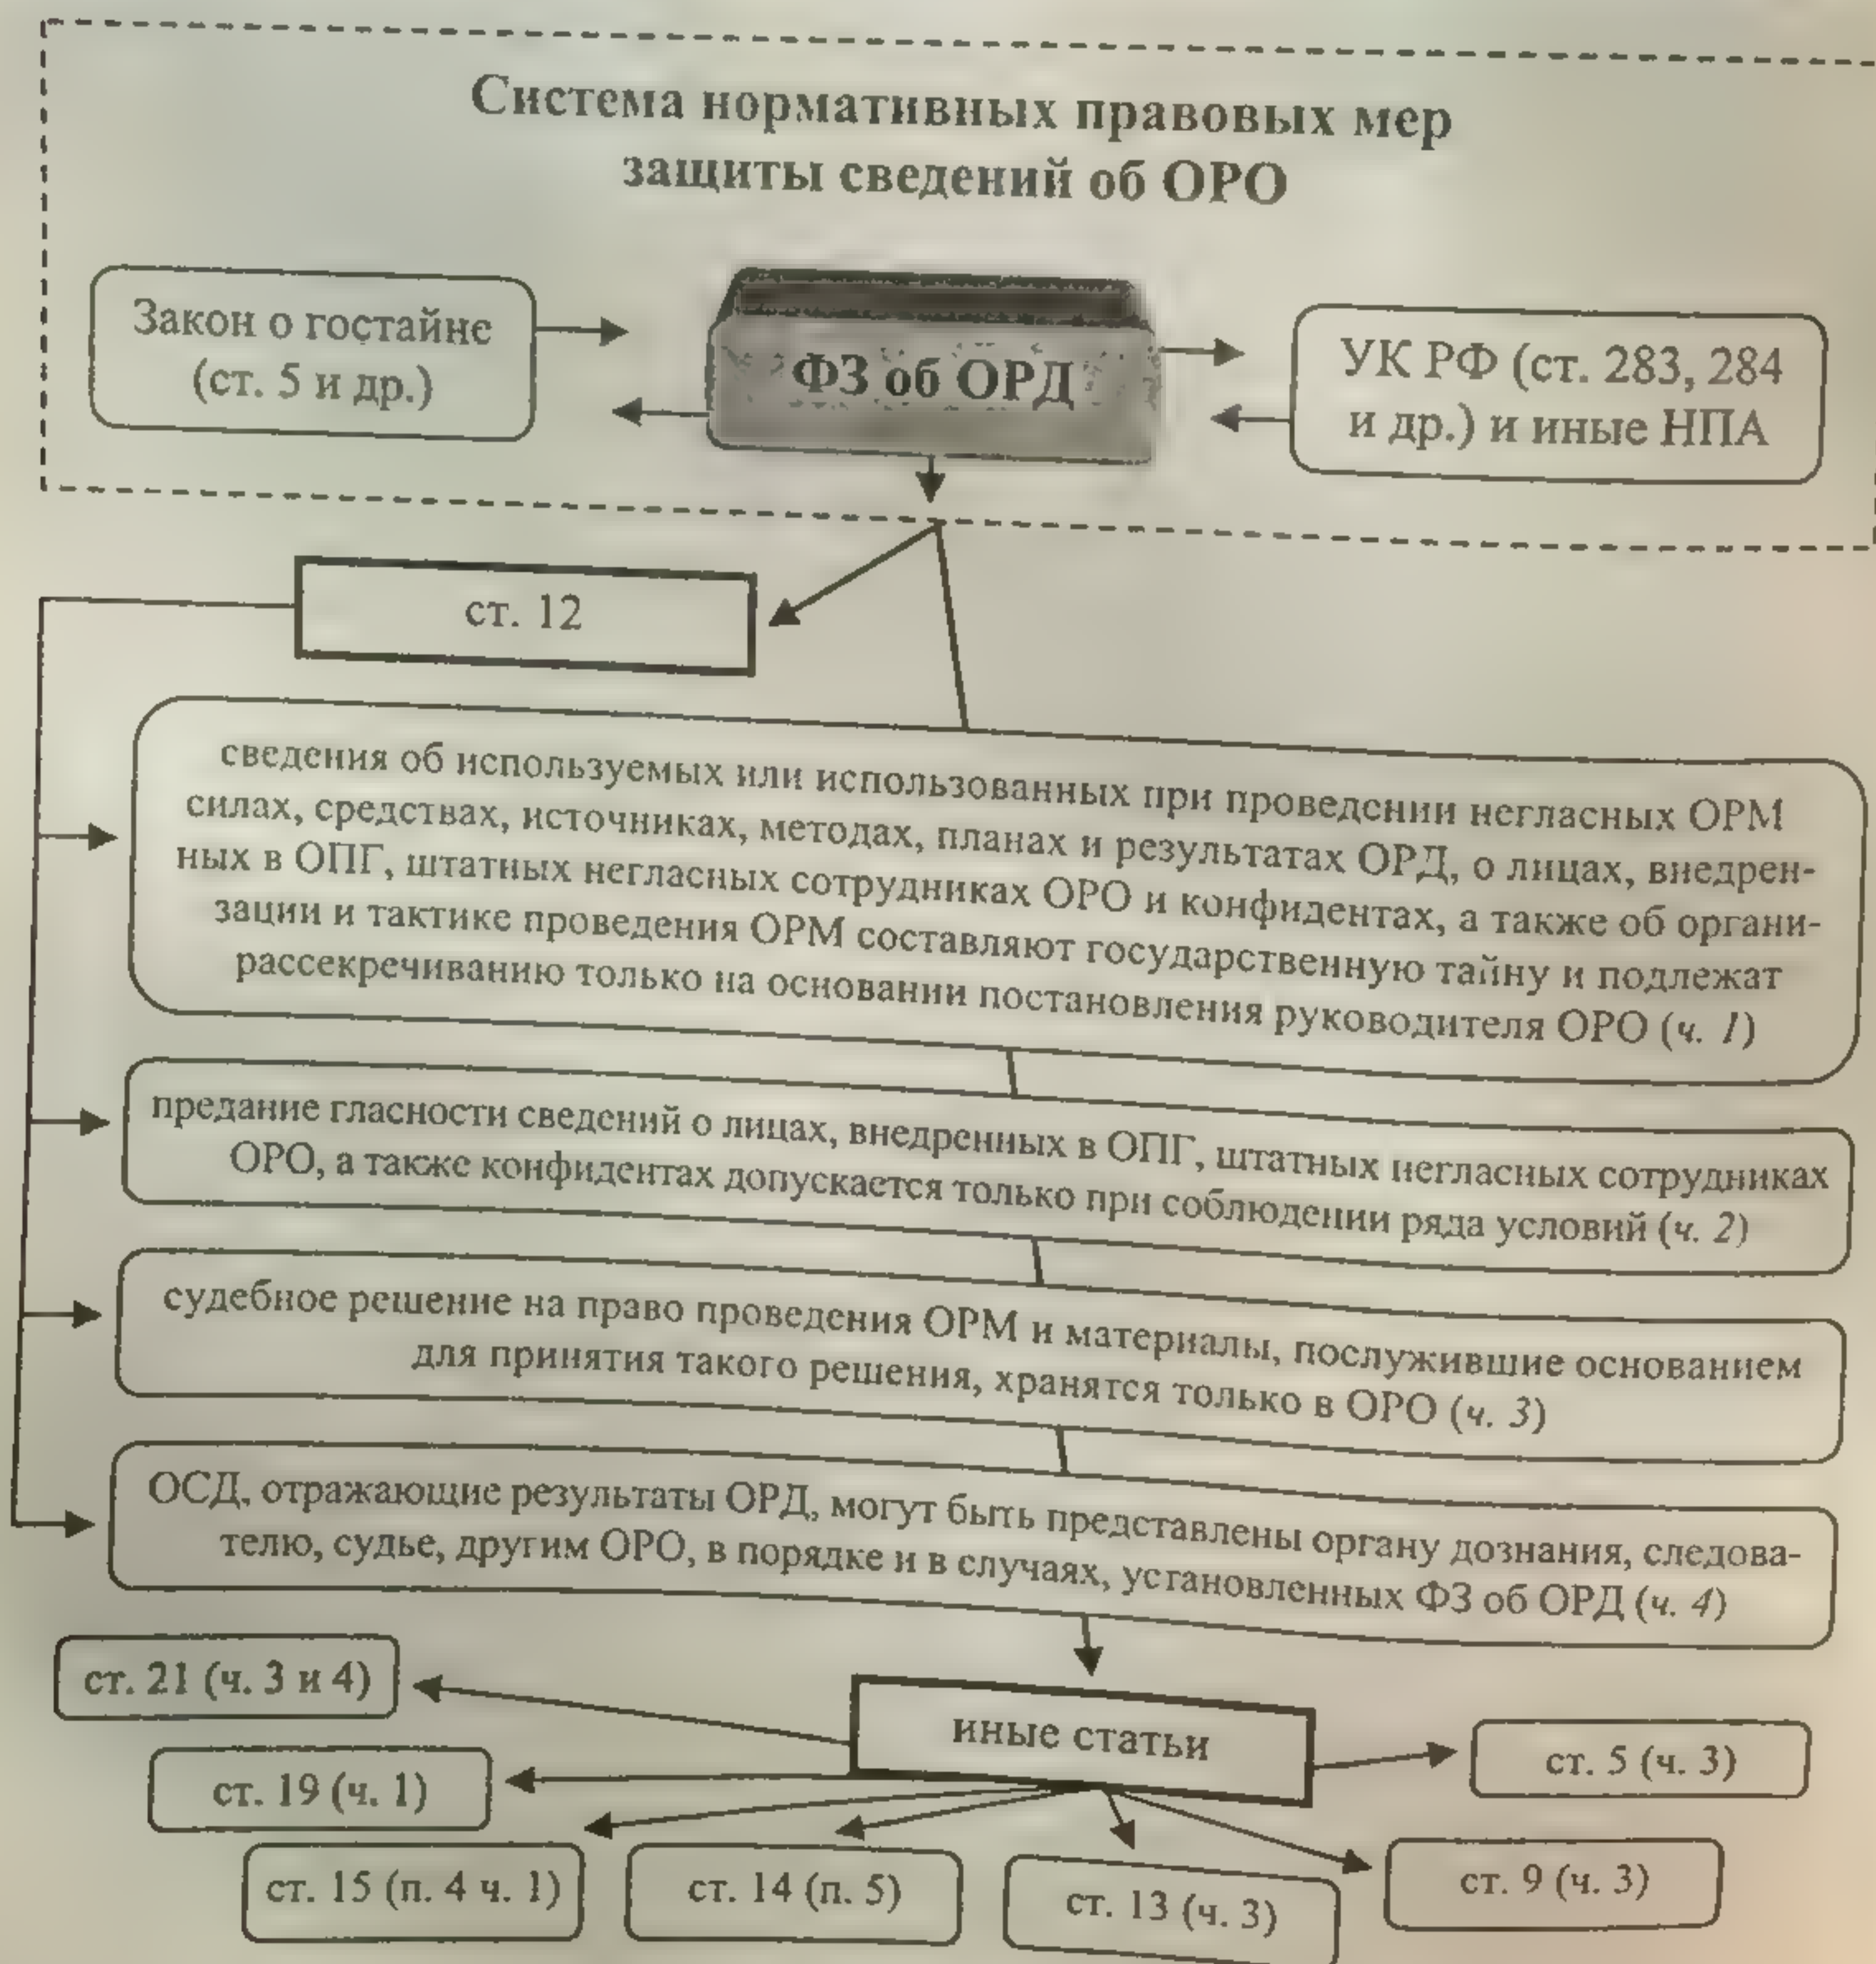 Система нормативных правовых мер
защиты сведений об ОРО
Закон о гостайне
(ст. 5 и др.)
ФЗ об ОРД
УК РФ (ст. 283, 284
и др.) и иные НПА
ст. 12
сведения об используемых или использованных при проведении негласных ОРМ
силах, средствах, источниках, методах, планах и результатах ОРД, о лицах, внедрен-
ных в ОПГ, штатных негласных сотрудниках ОРО и конфидентах, а также об органи-
зации и тактике проведения ОРМ составляют государственную тайну и подлежат
рассекречиванию только на основании постановления руководителя ОРО (ч. 1)
предание гласности сведений о лицах, внедренных в ОПГ, штатных негласных сотрудниках
ОРО, а также конфидентах допускается только при соблюдении ряда условий (ч. 2)
судебное решение на право проведения ОРМ и материалы, послужившие основанием
для принятия такого решения, хранятся только в ОРО (ч. 3)
ОСД, отражающие результаты ОРД, могут быть представлены органу дознания, следова-
телю, судье, другим ОРО, в порядке и в случаях, установленных ФЗ об ОРД (ч. 4)
ст. 21 (ч. 3 и 4)
иные статьи
ст. 5 (ч. 3)
ст. 19 (ч. 1)
ст. 15 (п. 4 ч. 1)
ст. 14 (п. 5)
ст. 13 (ч. 3)
ст. 9 (ч. 3)